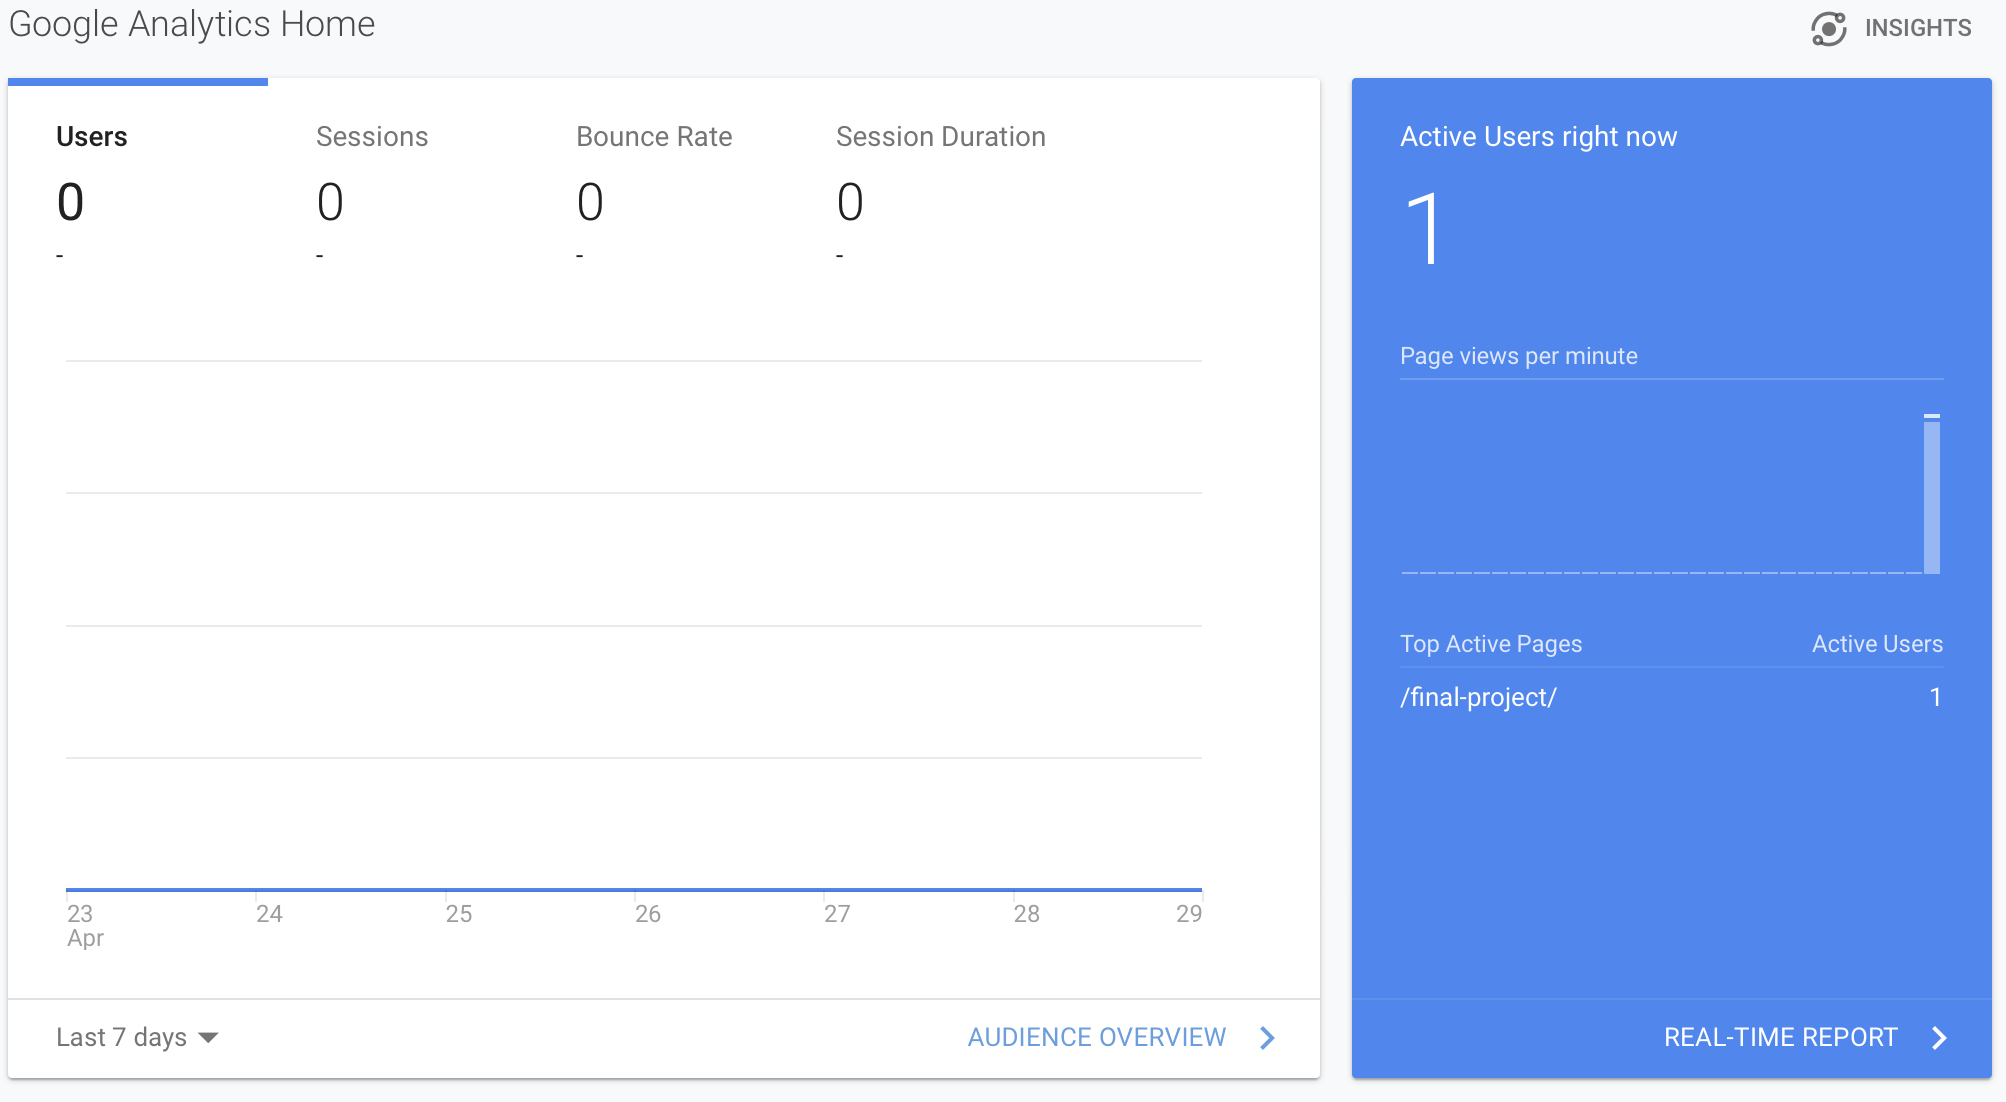 Google Analytics Home
INSIGHTS
Users
0
-
Sessions
0
-
Bounce Rate
0
-
Session Duration
0
-
23
Apr
24
25
26
27
28
29
Last 7 days
AUDIENCE OVERVIEW
Active Users right now
1
Page views per minute
Top Active Pages Active Users
/final-project/ 1
REAL-TIME REPORT